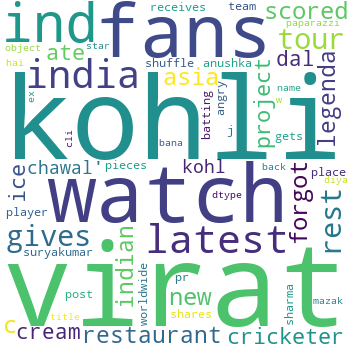 receives team paparazzi
ind fans scored
object star ate shuffle anushka tour
hai india asia dal
ex batting angry project legenda
kohli
cli bana j gets name w
ice chawal' pieces kohl back place
player watch dtype forgot rest diya
gives latest
suryakumar indian worldwide pr new
post shares sharma mazak
virat
c cream title restaurant cricketer